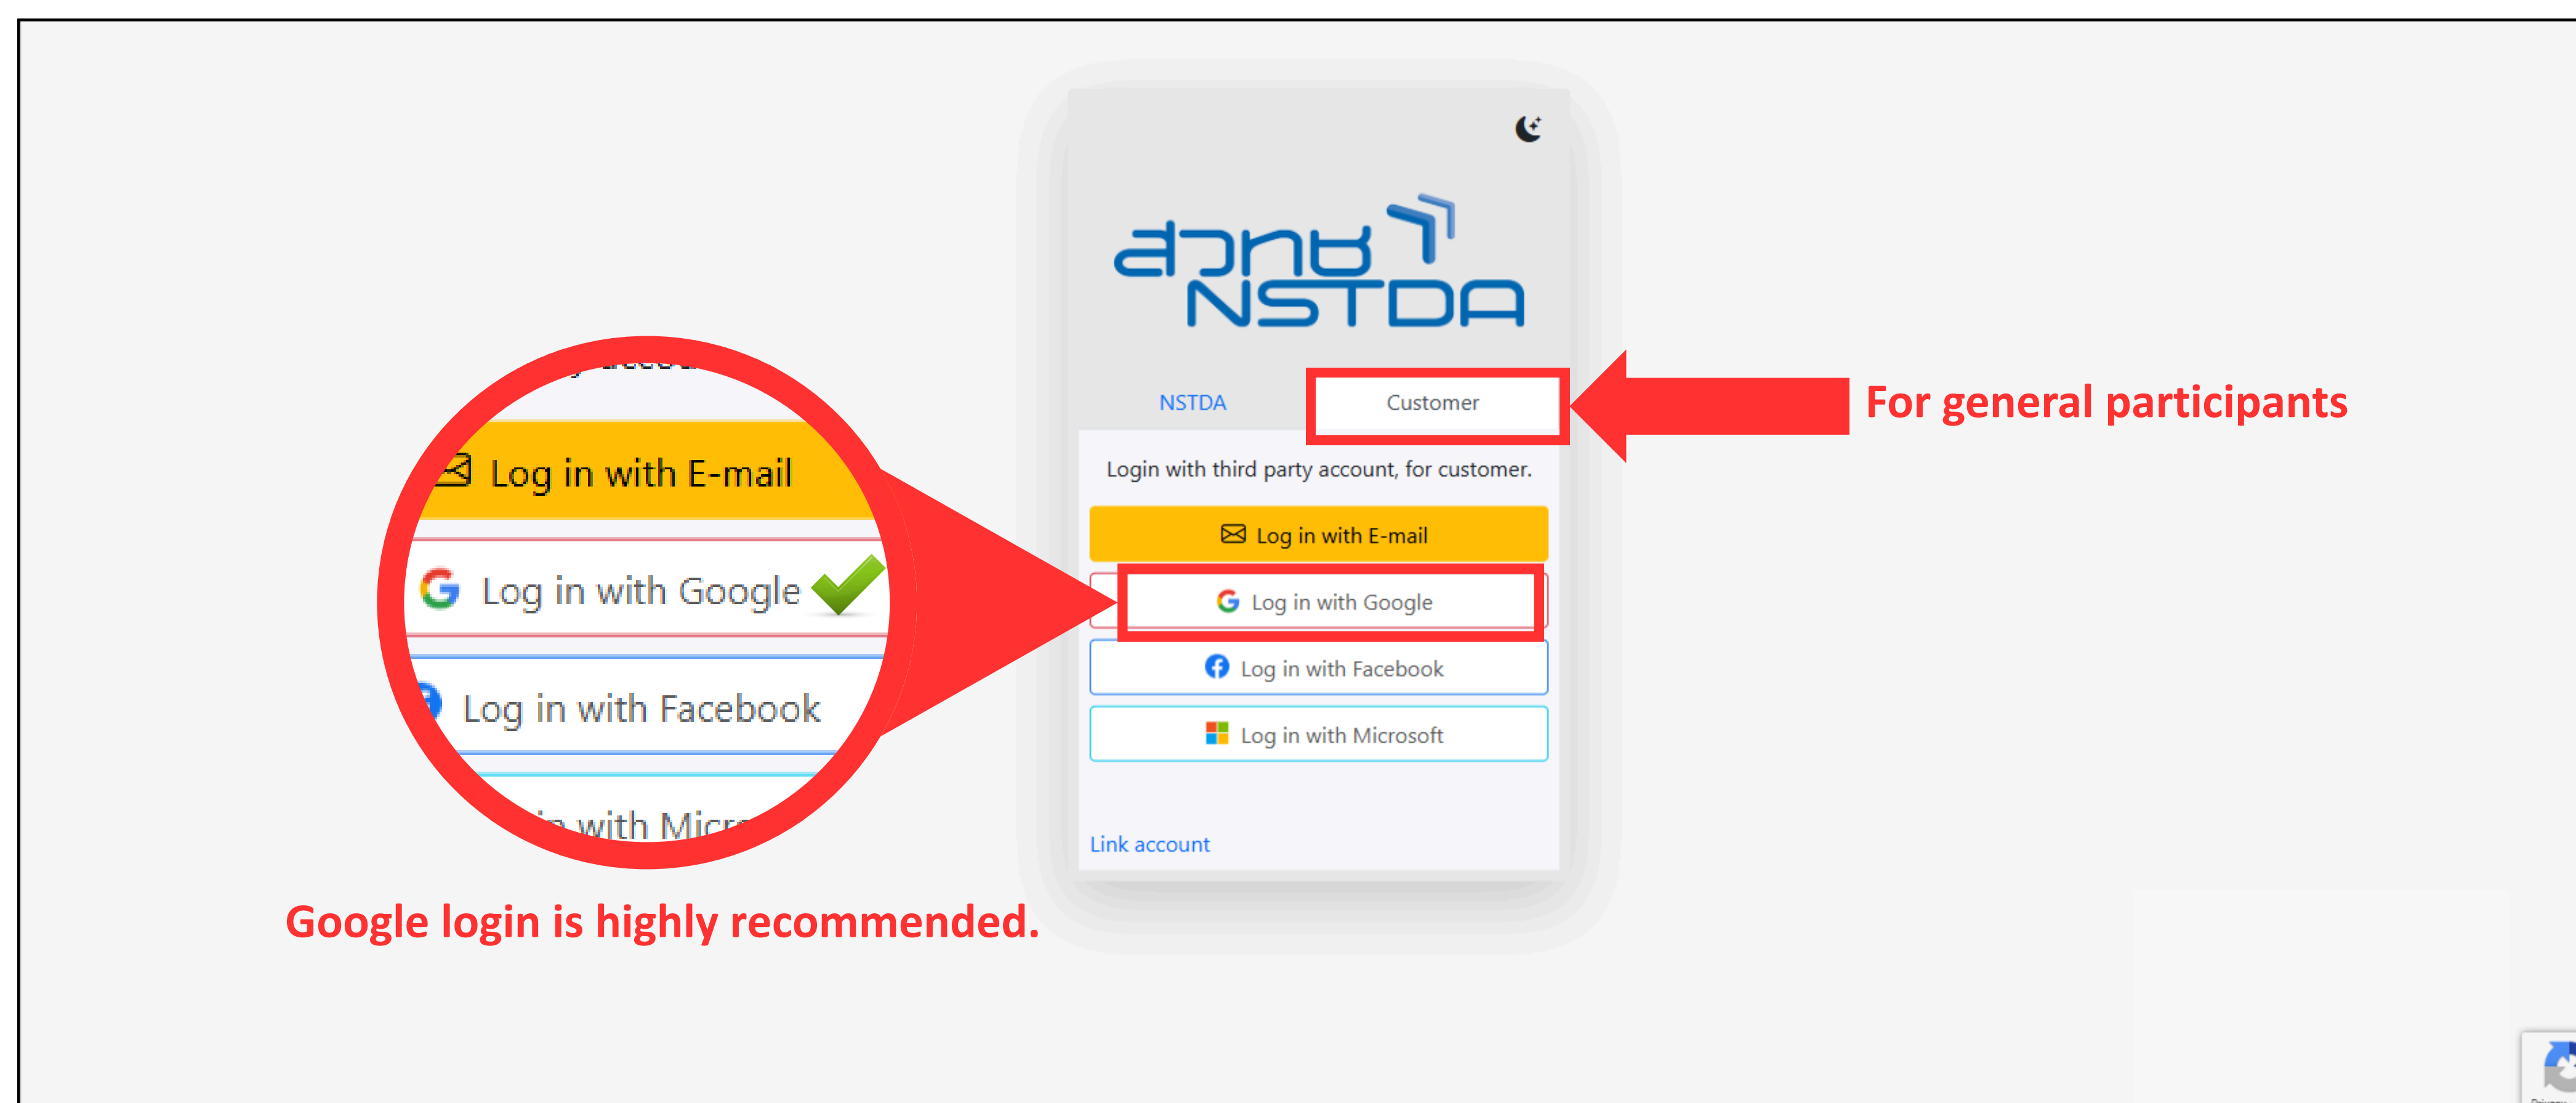 สวทช
NSTDA
NSTDA
Customer
For general participants
Login with third party account, for customer.
Log in with E-mail
Log in with Google
Log in with Facebook
Log in with Microsoft
Link account
Log in with E-mail
Log in with Google
Log in with Facebook
in with
Google login is highly recommended.